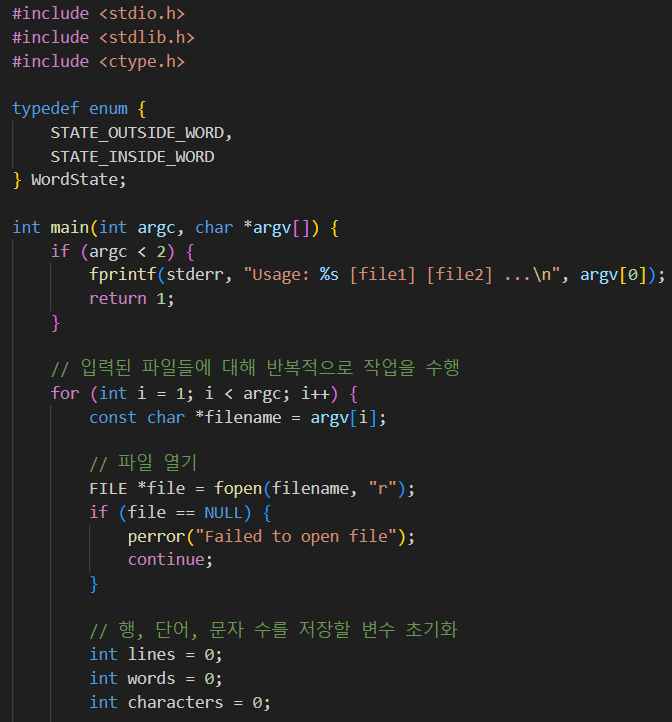 #include <stdio.h>
#include <stdlib.h>
#include <ctype.h>

typedef enum {
    STATE_OUTSIDE_WORD,
    STATE_INSIDE_WORD
} WordState;

int main(int argc, char *argv[]) {
    if (argc < 2) {
        fprintf(stderr, "Usage: %s [file1] [file2] ...\n", argv[0]);
        return 1;
    }

    // 입력된 파일들에 대해 반복적으로 작업을 수행
    for (int i = 1; i < argc; i++) {
        const char *filename = argv[i];

        // 파일 열기
        FILE *file = fopen(filename, "r");
        if (file == NULL) {
            perror("Failed to open file");
            continue;
        }

        // 행, 단어, 문자 수를 저장할 변수 초기화
        int lines = 0;
        int words = 0;
        int characters = 0;